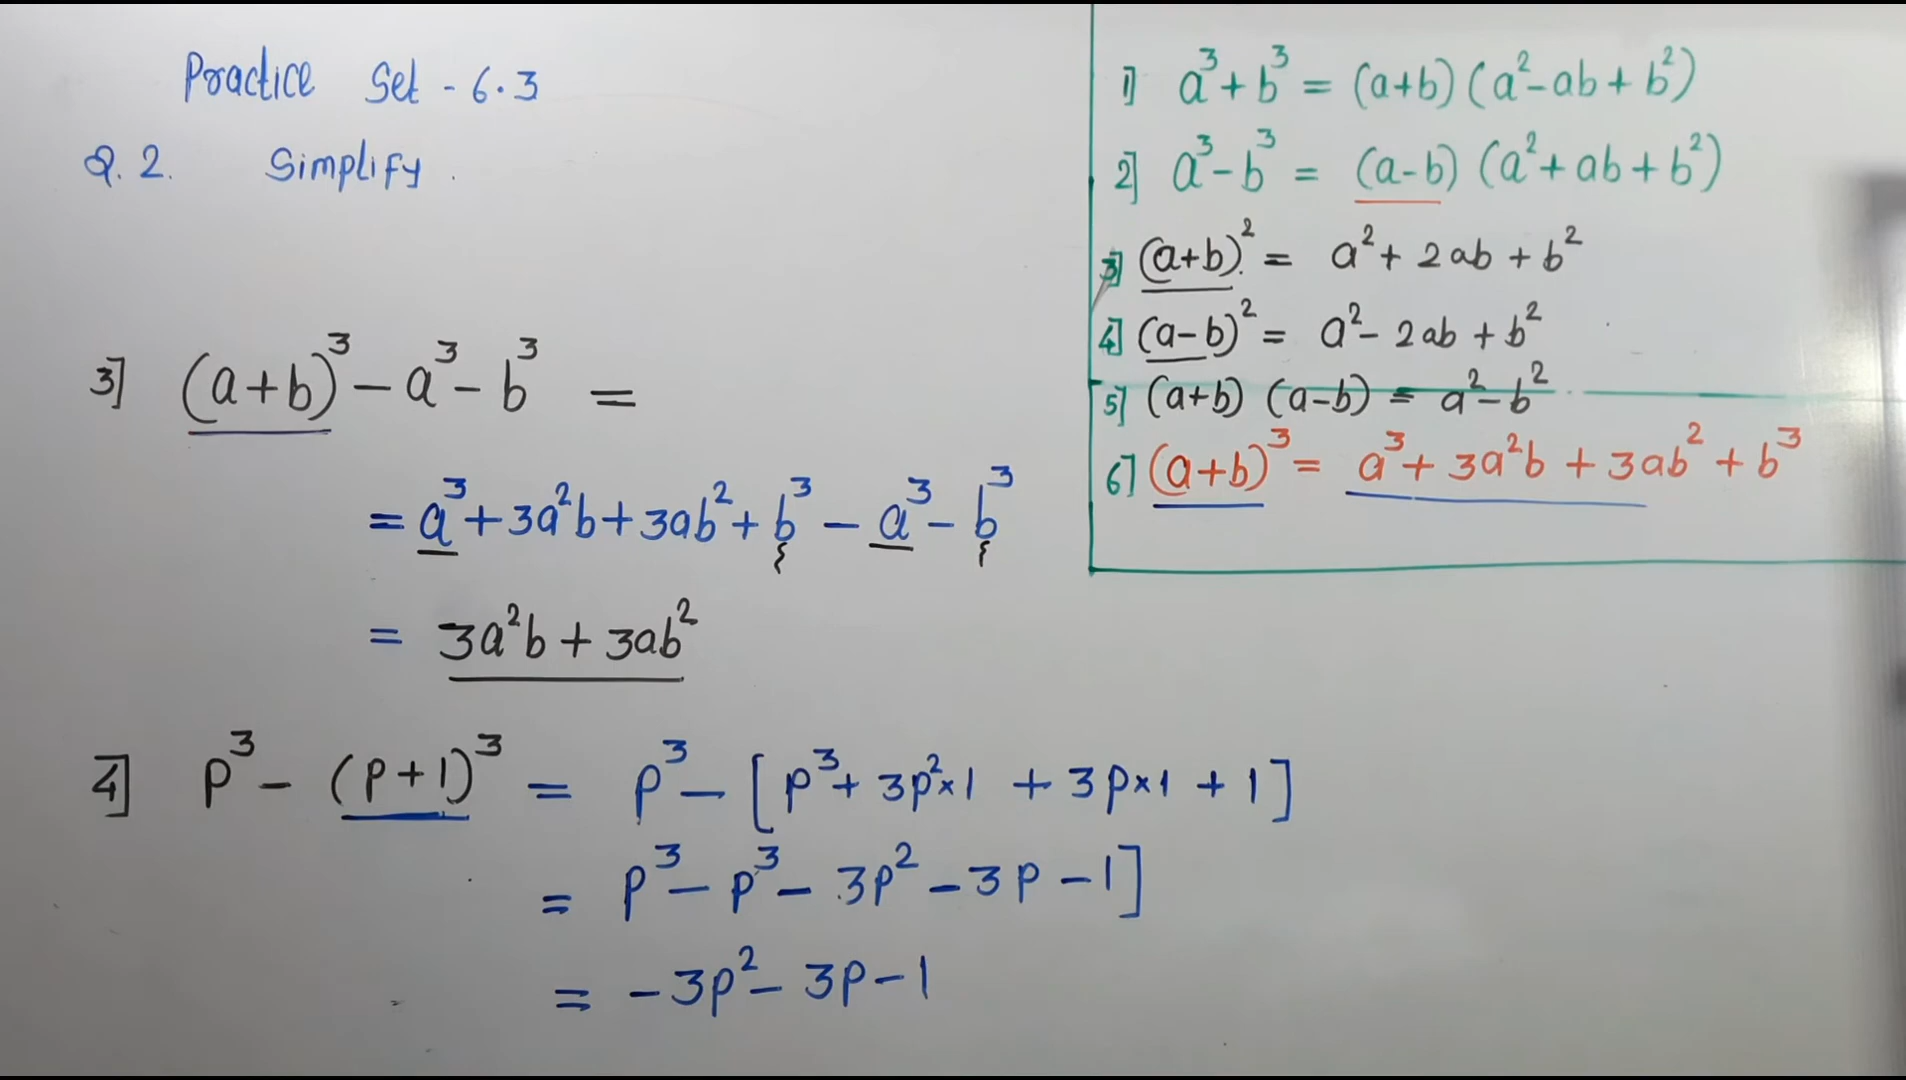 Practice Set - 6.3
Q. 2. Simplify.
3] (a+b)³ - a³ - b³ =
= a³ + 3a²b + 3ab² + b³ - a³ - b³
= 3a²b + 3ab²
4] p³ - (p+1)³ = p³ - [p³ + 3p²×1 + 3p×1 + 1]
= p³ - p³ - 3p² - 3p - 1]
= -3p² - 3p - 1
1] a³ + b³ = (a+b) (a² - ab + b²)
2] a³ - b³ = (a-b) (a² + ab + b²)
3] (a+b)² = a² + 2ab + b²
4] (a-b)² = a² - 2ab + b²
5] (a+b) (a-b) = a² - b²
6] (a+b)³ = a³ + 3a²b + 3ab² + b³